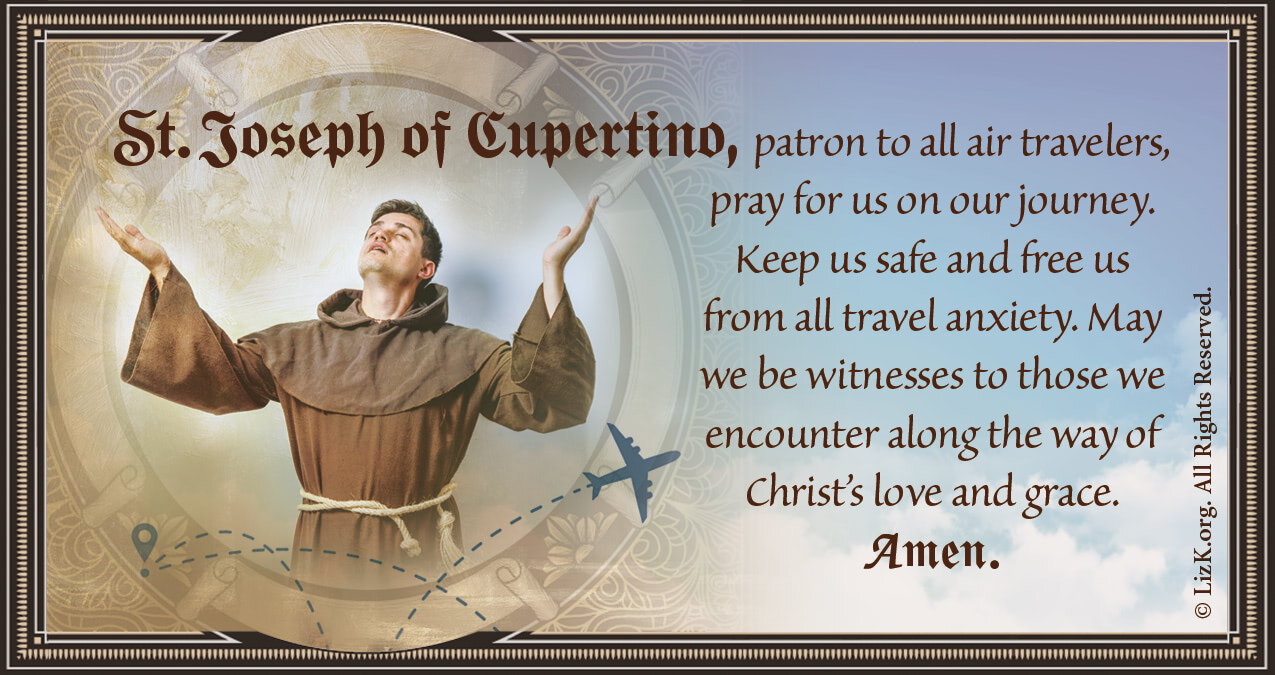 St. Joseph of Cupertino, patron to all air travelers,
pray for us on our journey.
Keep us safe and free us
from all travel anxiety. May
we be witnesses to those we
encounter along the way of
Christ’s love and grace.
Amen.
© LizK.org. All Rights Reserved.